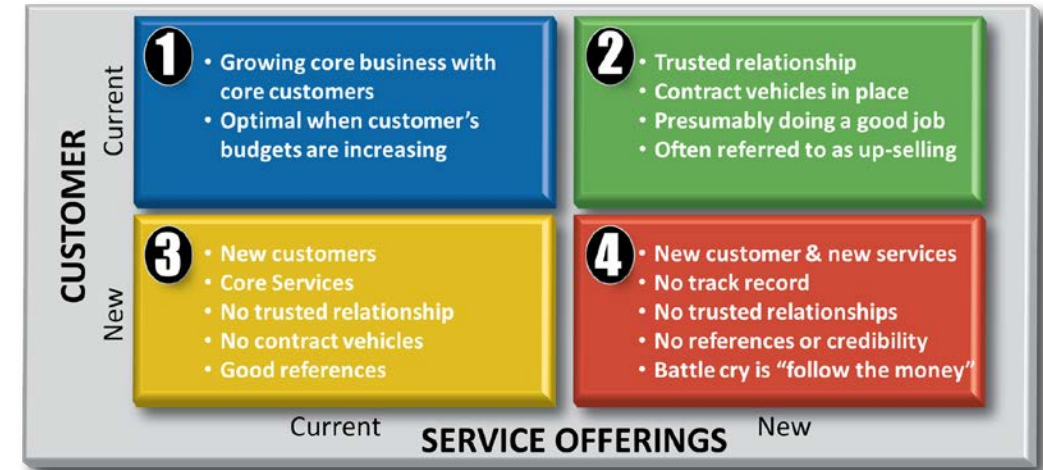 CUSTOMER
Current
New
1
• Growing core business with
core customers
• Optimal when customer's
budgets are increasing
2
• Trusted relationship
• Contract vehicles in place
• Presumably doing a good job
• Often referred to as up-selling
3
• New customers
• Core Services
• No trusted relationship
• No contract vehicles
• Good references
4
• New customer & new services
• No track record
• No trusted relationships
• No references or credibility
• Battle cry is “follow the money”
Current
SERVICE OFFERINGS
New